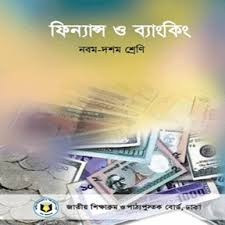 ফিন্যান্স ও ব্যাংকিং
নবম-দশম শ্রেণি
জাতীয় শিক্ষাক্রম ও পাঠ্যপুস্তক বোর্ড, ঢাকা